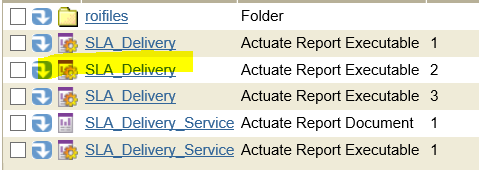 roifiles Folder
SLA_Delivery Actuate Report Executable 1
SLA_Delivery Actuate Report Executable 2
SLA_Delivery Actuate Report Executable 3
SLA_Delivery_Service Actuate Report Document 1
SLA_Delivery_Service Actuate Report Executable 1